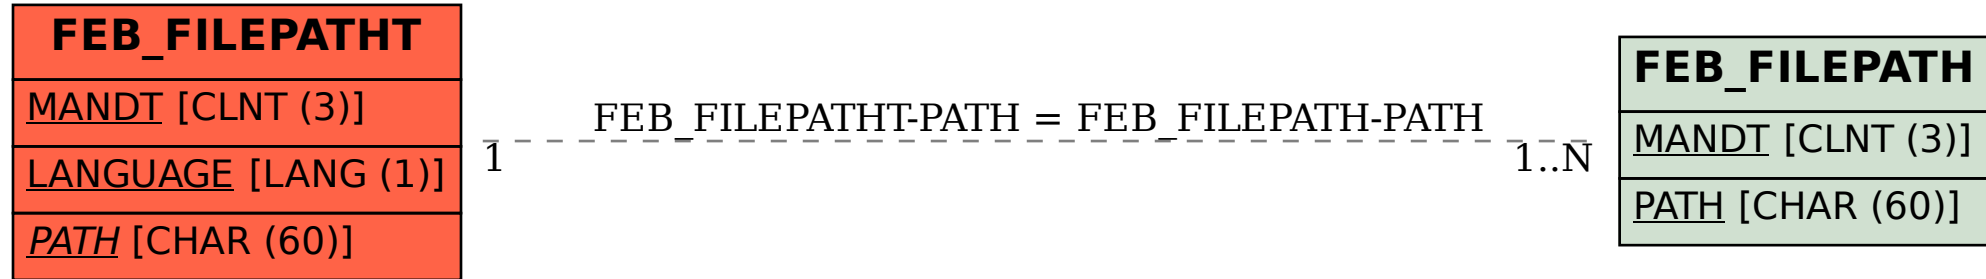 FEB_FILEPATHT
MANDT [CLNT (3)]
LANGUAGE [LANG (1)]
PATH [CHAR (60)]
FEB_FILEPATHT-PATH = FEB_FILEPATH-PATH
1
1..N
FEB_FILEPATH
MANDT [CLNT (3)]
PATH [CHAR (60)]